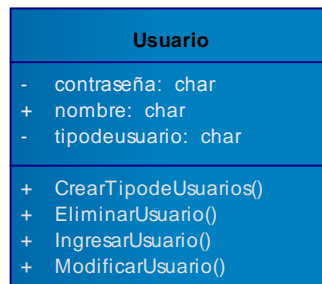 Usuario
- contraseña: char
+ nombre: char
- tipodeusuario: char
+ CrearTipodeUsuarios()
+ EliminarUsuario()
+ IngresarUsuario()
+ ModificarUsuario()